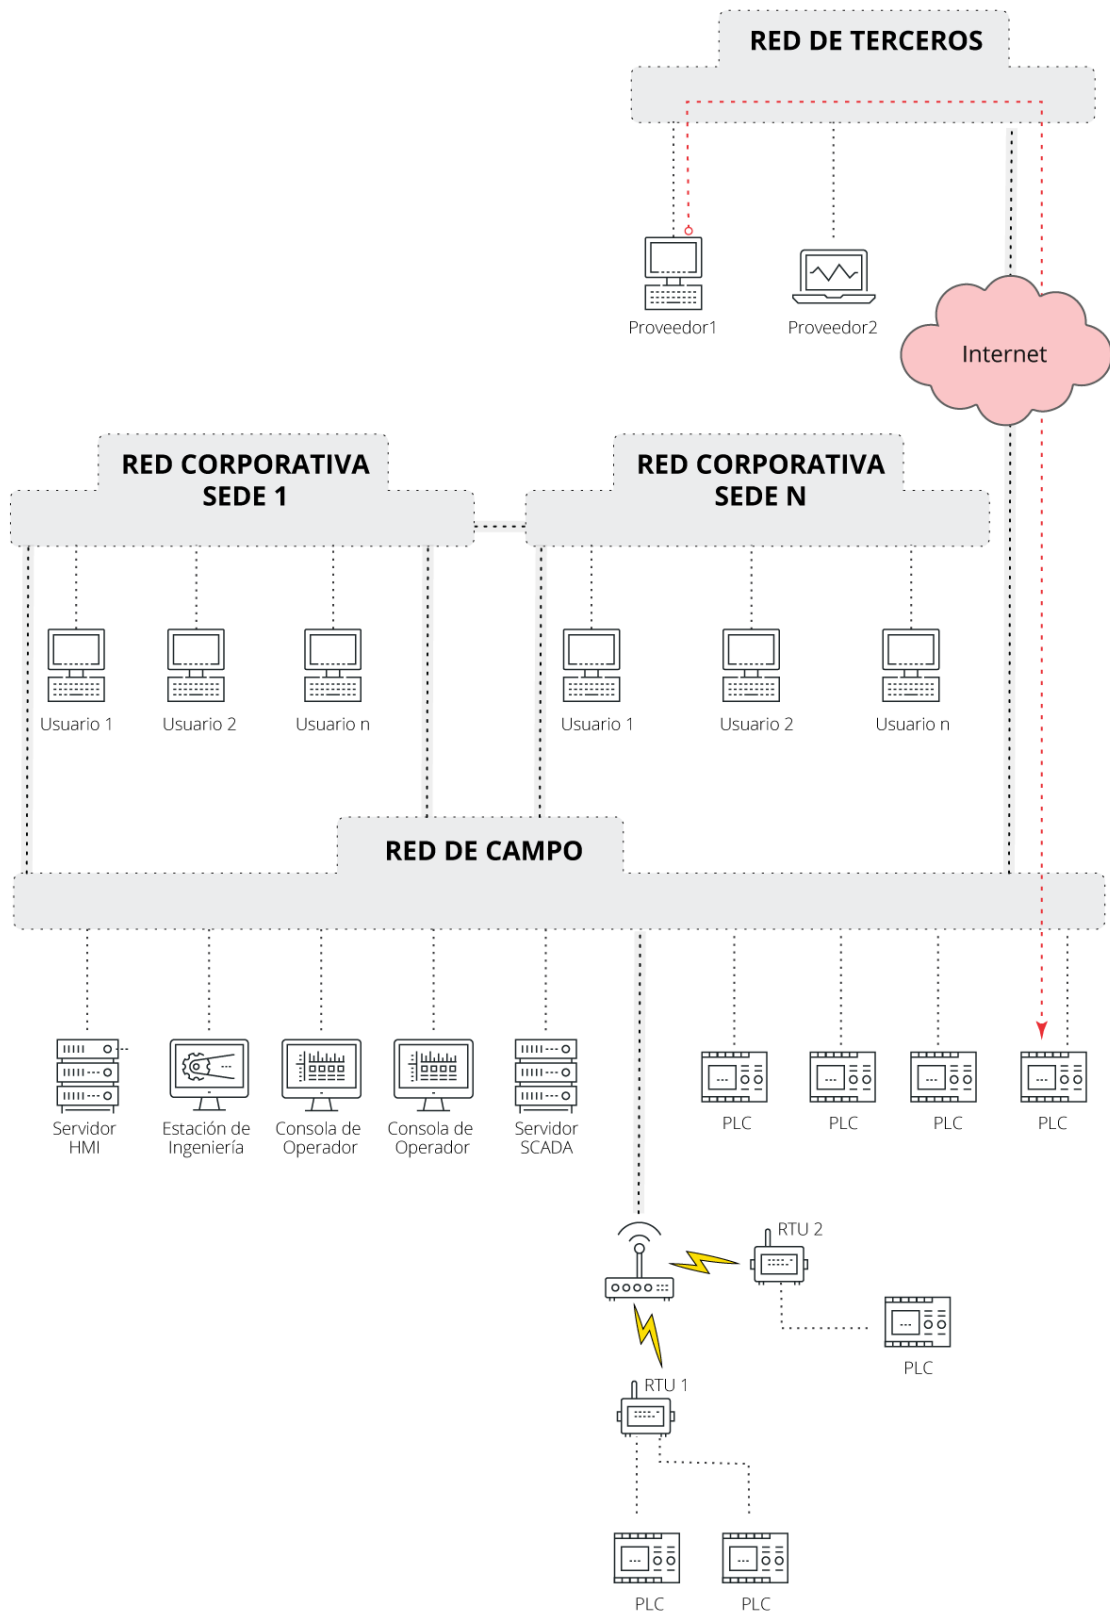 RED DE TERCEROS
Proveedor1
Proveedor2
Internet
RED CORPORATIVA
SEDE 1
RED CORPORATIVA
SEDE N
Usuario 1
Usuario 2
Usuario n
Usuario 1
Usuario 2
Usuario n
RED DE CAMPO
Servidor
HMI
Estación de
Ingeniería
Consola de
Operador
Consola de
Operador
Servidor
SCADA
PLC
PLC
PLC
PLC
RTU 2
PLC
RTU 1
PLC
PLC